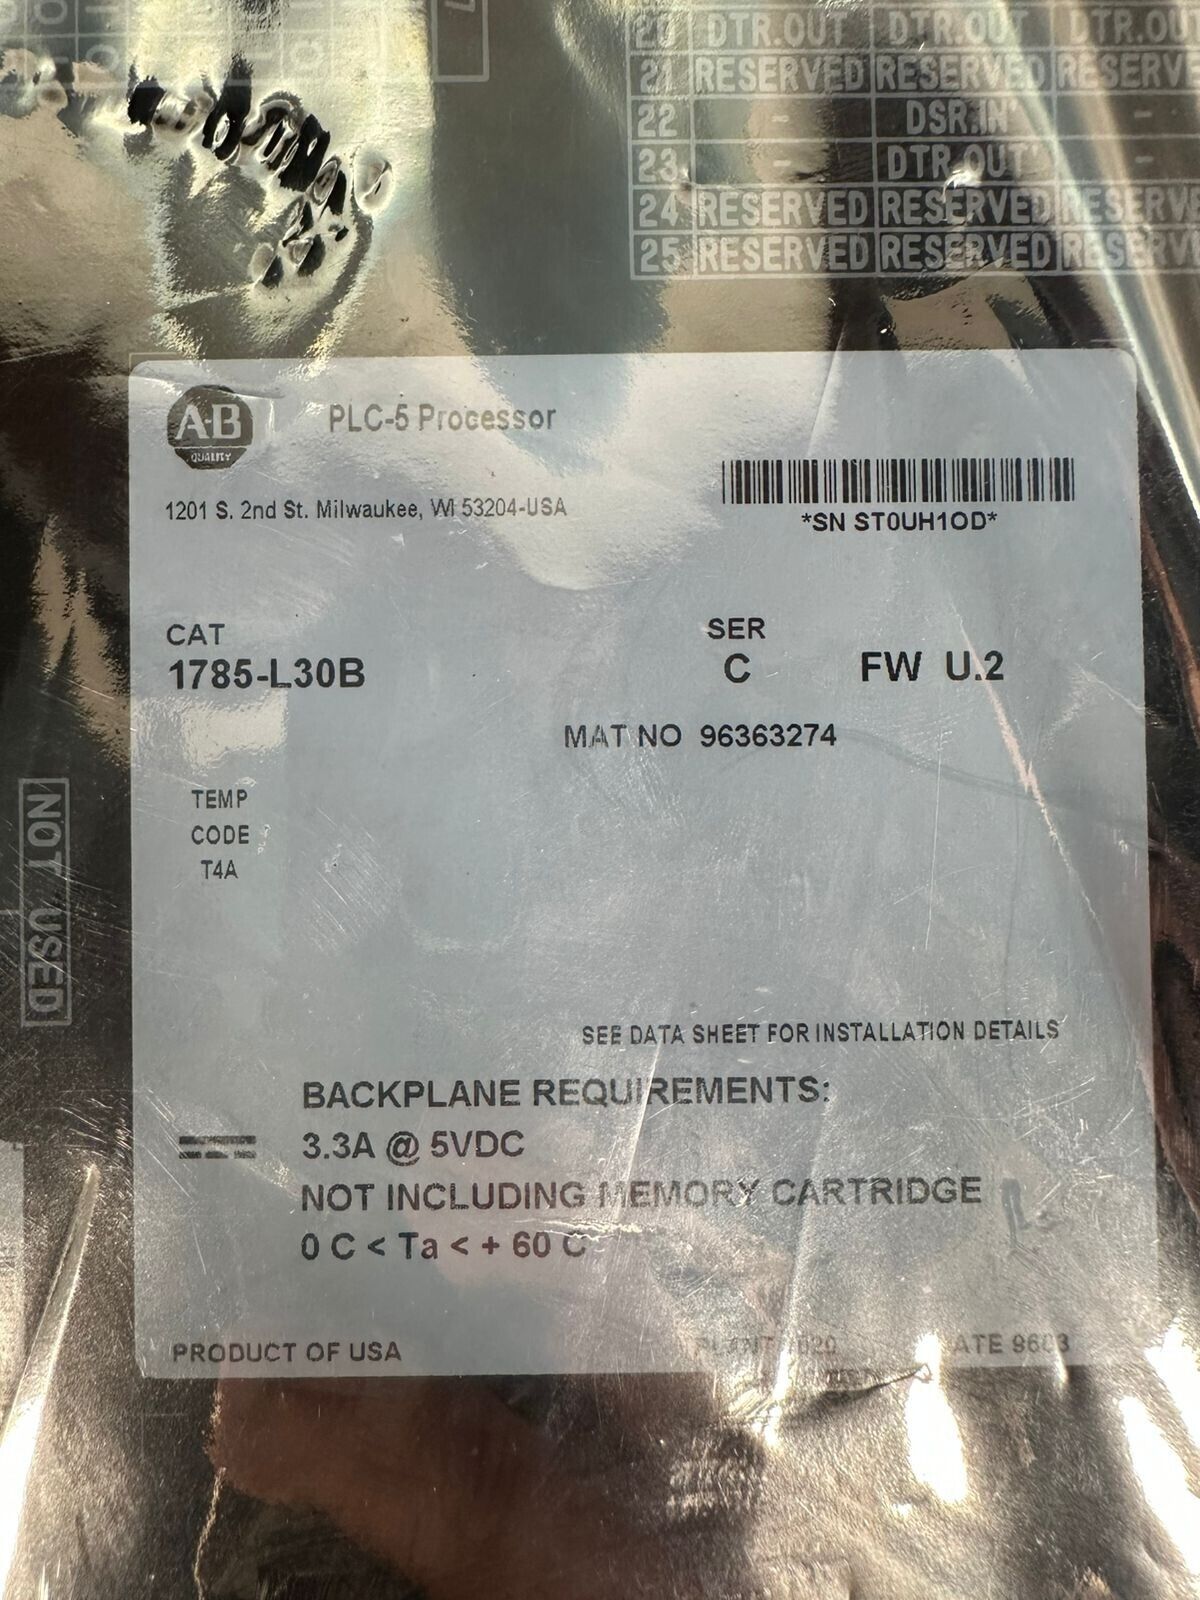 20 DTR.OUT DTR.OUT DTR.OUT
21 RESERVED RESERVED RESERVE
22 - DSR.IN' -
23 - DTR.OUT' -
24 RESERVED RESERVED RESERVE
25 RESERVED RESERVED RESERVE
A·B
QUALITY
PLC-5 Processor
1201 S. 2nd St. Milwaukee, WI 53204-USA
*SN ST0UH1OD*
CAT
1785-L30B
SER
C FW U.2
MAT NO 96363274
TEMP
CODE
T4A
NOT USED
SEE DATA SHEET FOR INSTALLATION DETAILS
BACKPLANE REQUIREMENTS:
3.3A @ 5VDC
NOT INCLUDING MEMORY CARTRIDGE
0 C < Ta < + 60 C
PRODUCT OF USA
PLANT